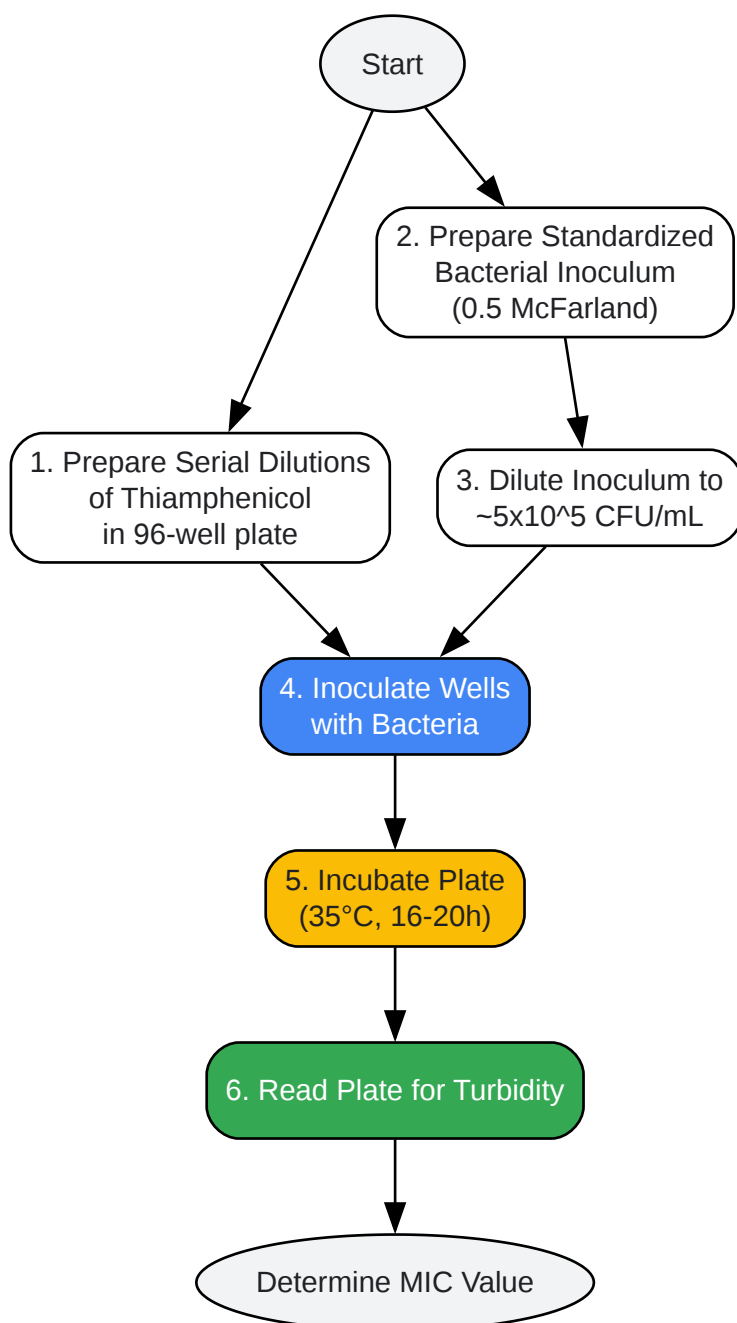 Start
2. Prepare Standardized
Bacterial Inoculum
(0.5 McFarland)
1. Prepare Serial Dilutions
of Thiamphenicol
in 96-well plate
3. Dilute Inoculum to
~5x10^5 CFU/mL
4. Inoculate Wells
with Bacteria
5. Incubate Plate
(35°C, 16-20h)
6. Read Plate for Turbidity
Determine MIC Value